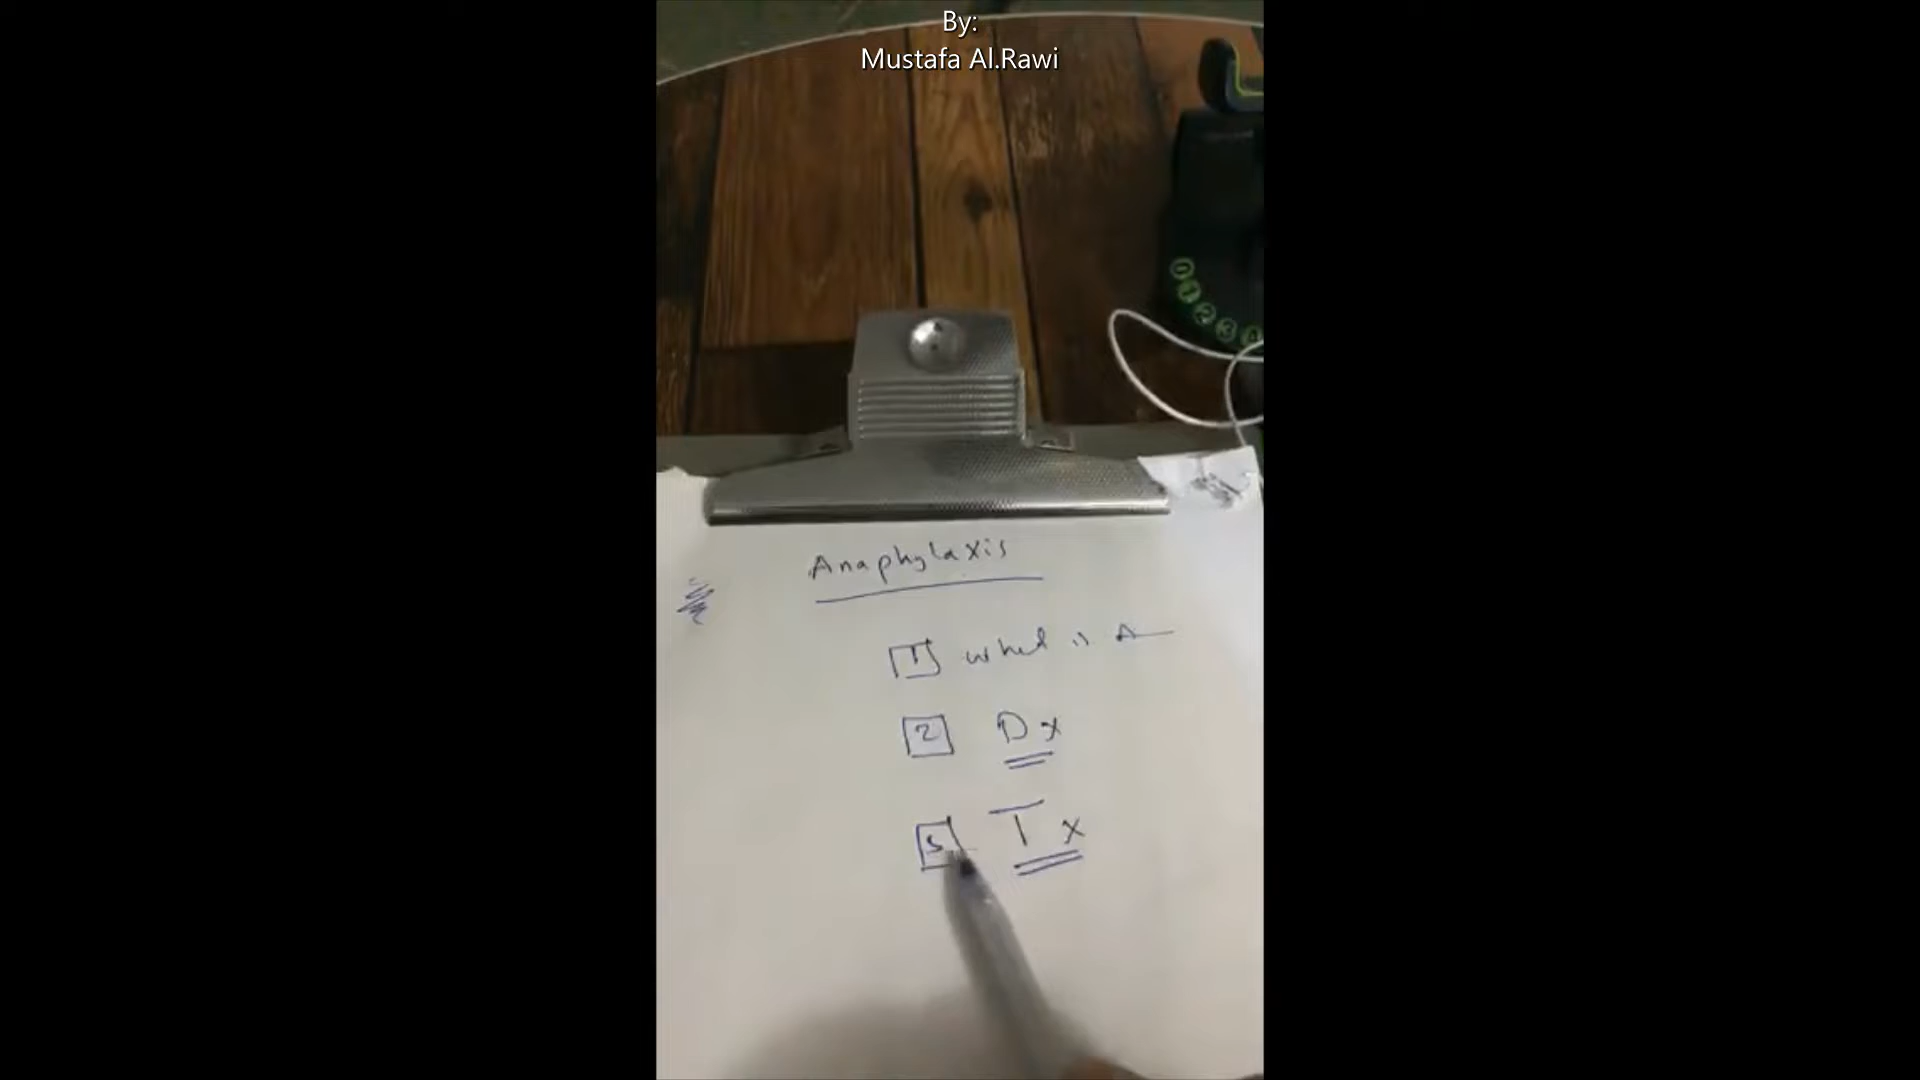 By:
Mustafa Al.Rawi
Anaphylaxis
1 what is A
2 Dx
3 Tx